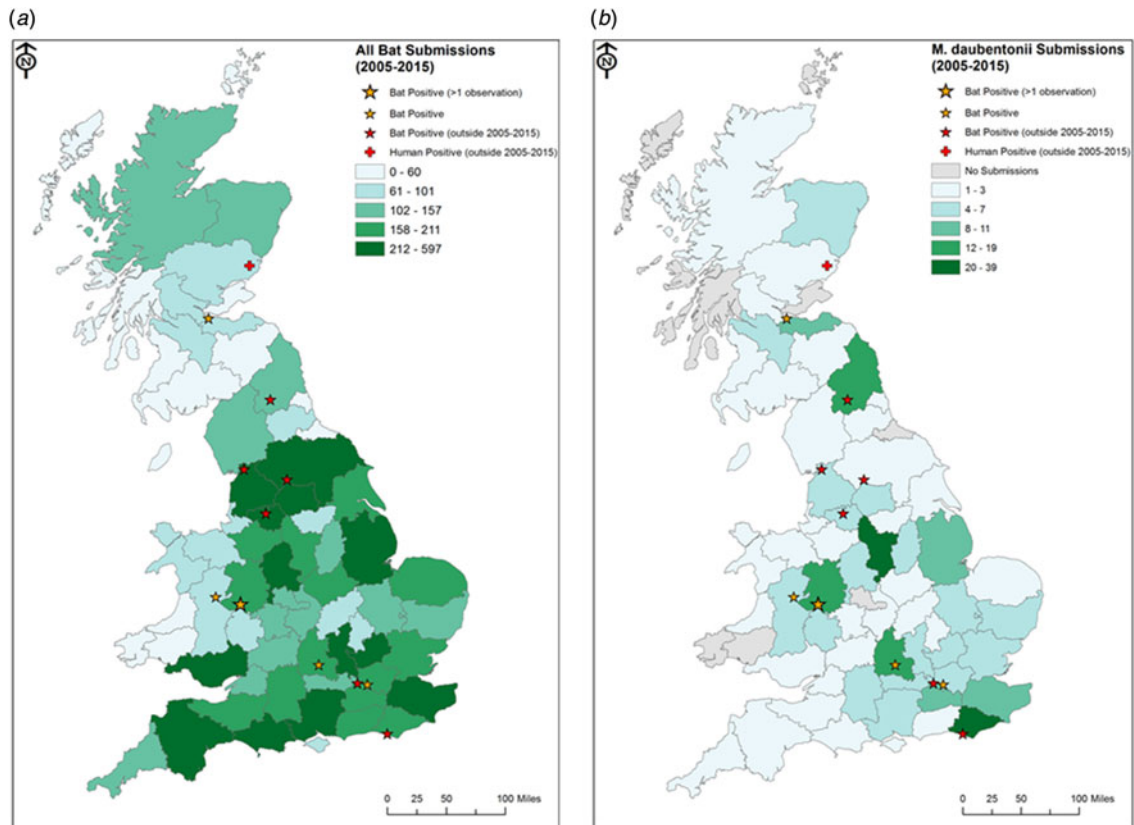 (a)
N
All Bat Submissions
(2005-2015)
Bat Positive (>1 observation)
Bat Positive
Bat Positive (outside 2005-2015)
Human Positive (outside 2005-2015)
0 - 60
61 - 101
102 - 157
158 - 211
212 - 597
0 25 50 100 Miles
(b)
N
M. daubentonii Submissions
(2005-2015)
Bat Positive (>1 observation)
Bat Positive
Bat Positive (outside 2005-2015)
Human Positive (outside 2005-2015)
No Submissions
1 - 3
4 - 7
8 - 11
12 - 19
20 - 39
0 25 50 100 Miles